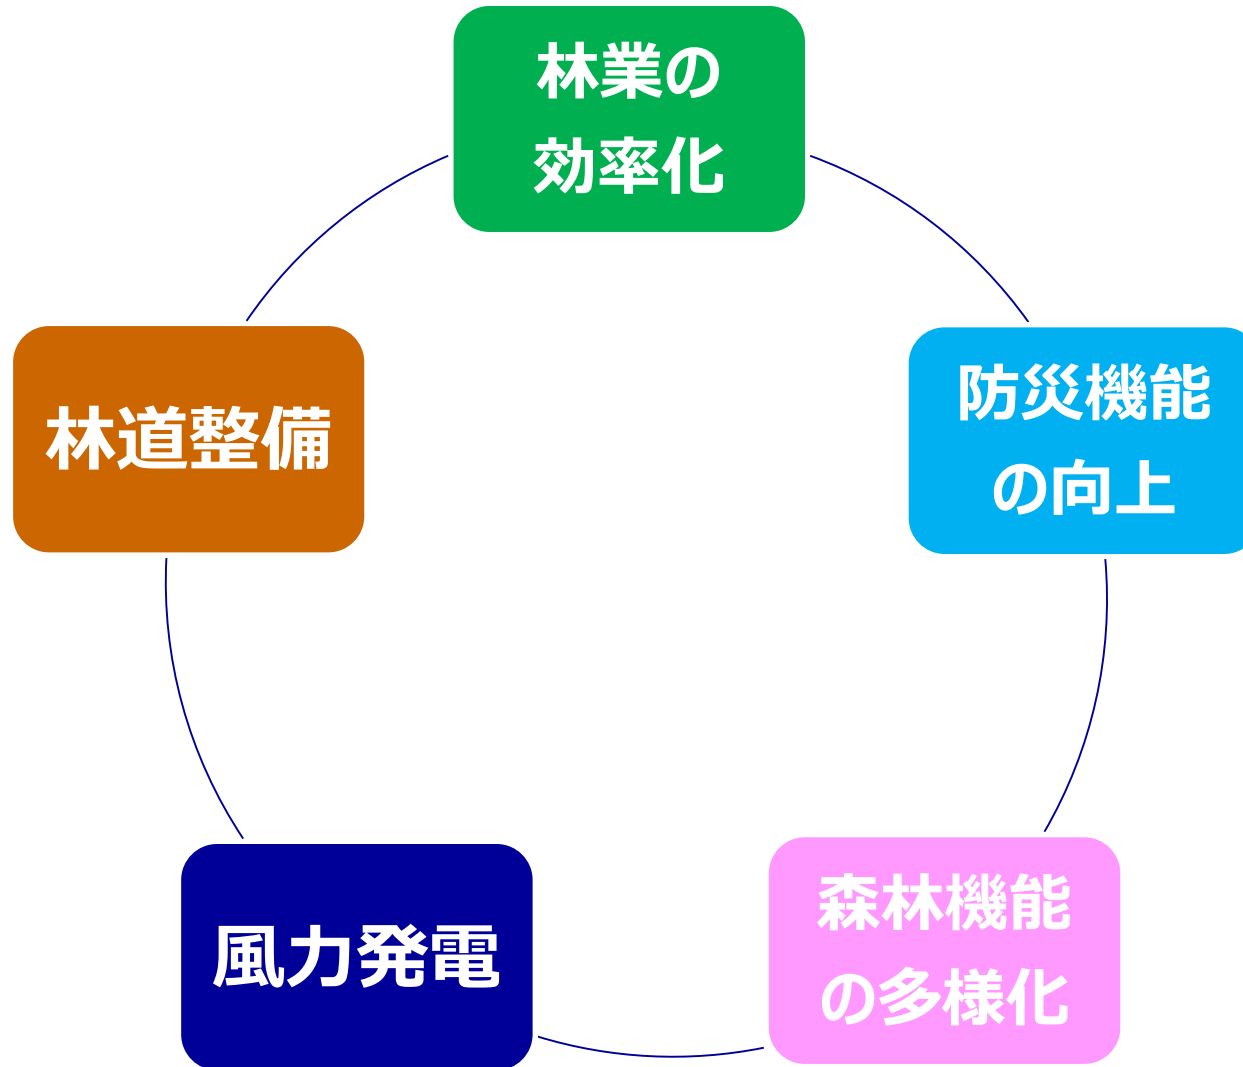 林業の
効率化
防災機能
の向上
林道整備
森林機能
の多様化
風力発電